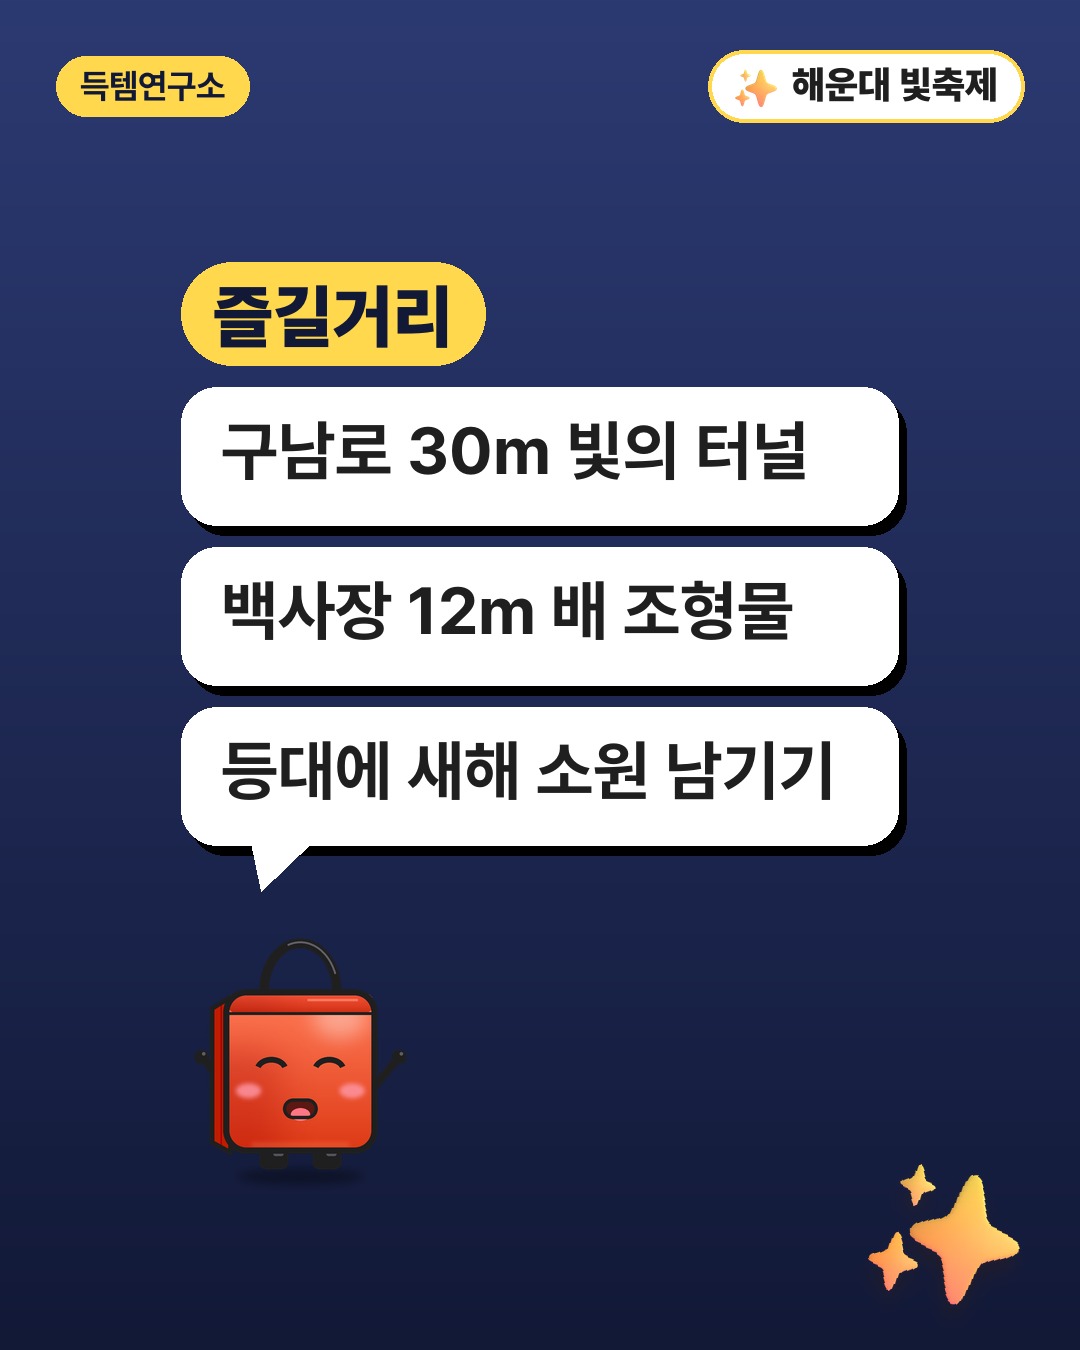 득템연구소
✨ 해운대 빛축제
즐길거리
구남로 30m 빛의 터널
백사장 12m 배 조형물
등대에 새해 소원 남기기